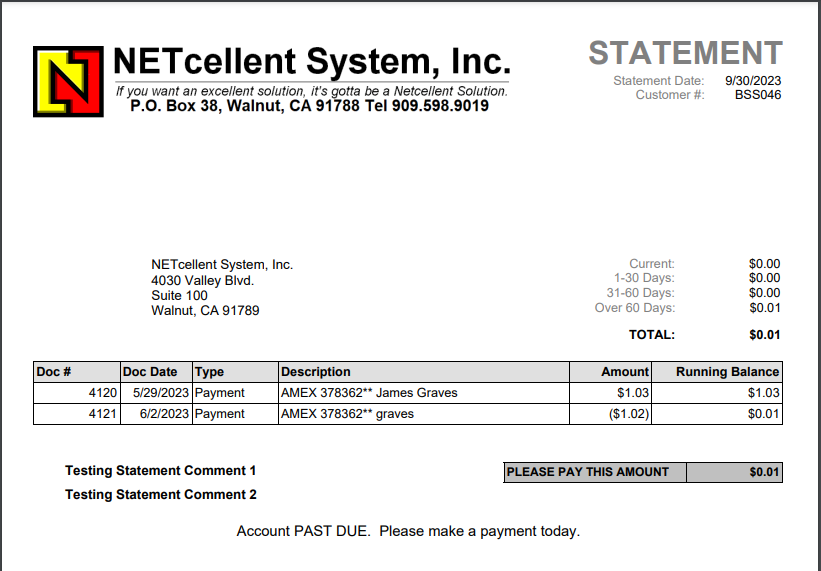 NETcellent System, Inc.
If you want an excellent solution, it's gotta be a Netcellent Solution.
P.O. Box 38, Walnut, CA 91788 Tel 909.598.9019
STATEMENT
Statement Date: 9/30/2023
Customer #: BSS046
NETcellent System, Inc.
4030 Valley Blvd.
Suite 100
Walnut, CA 91789
Current: $0.00
1-30 Days: $0.00
31-60 Days: $0.00
Over 60 Days: $0.01
TOTAL: $0.01
Doc # Doc Date Type Description Amount Running Balance
4120 5/29/2023 Payment AMEX 378362** James Graves $1.03 $1.03
4121 6/2/2023 Payment AMEX 378362** graves ($1.02) $0.01
Testing Statement Comment 1
Testing Statement Comment 2
PLEASE PAY THIS AMOUNT $0.01
Account PAST DUE. Please make a payment today.